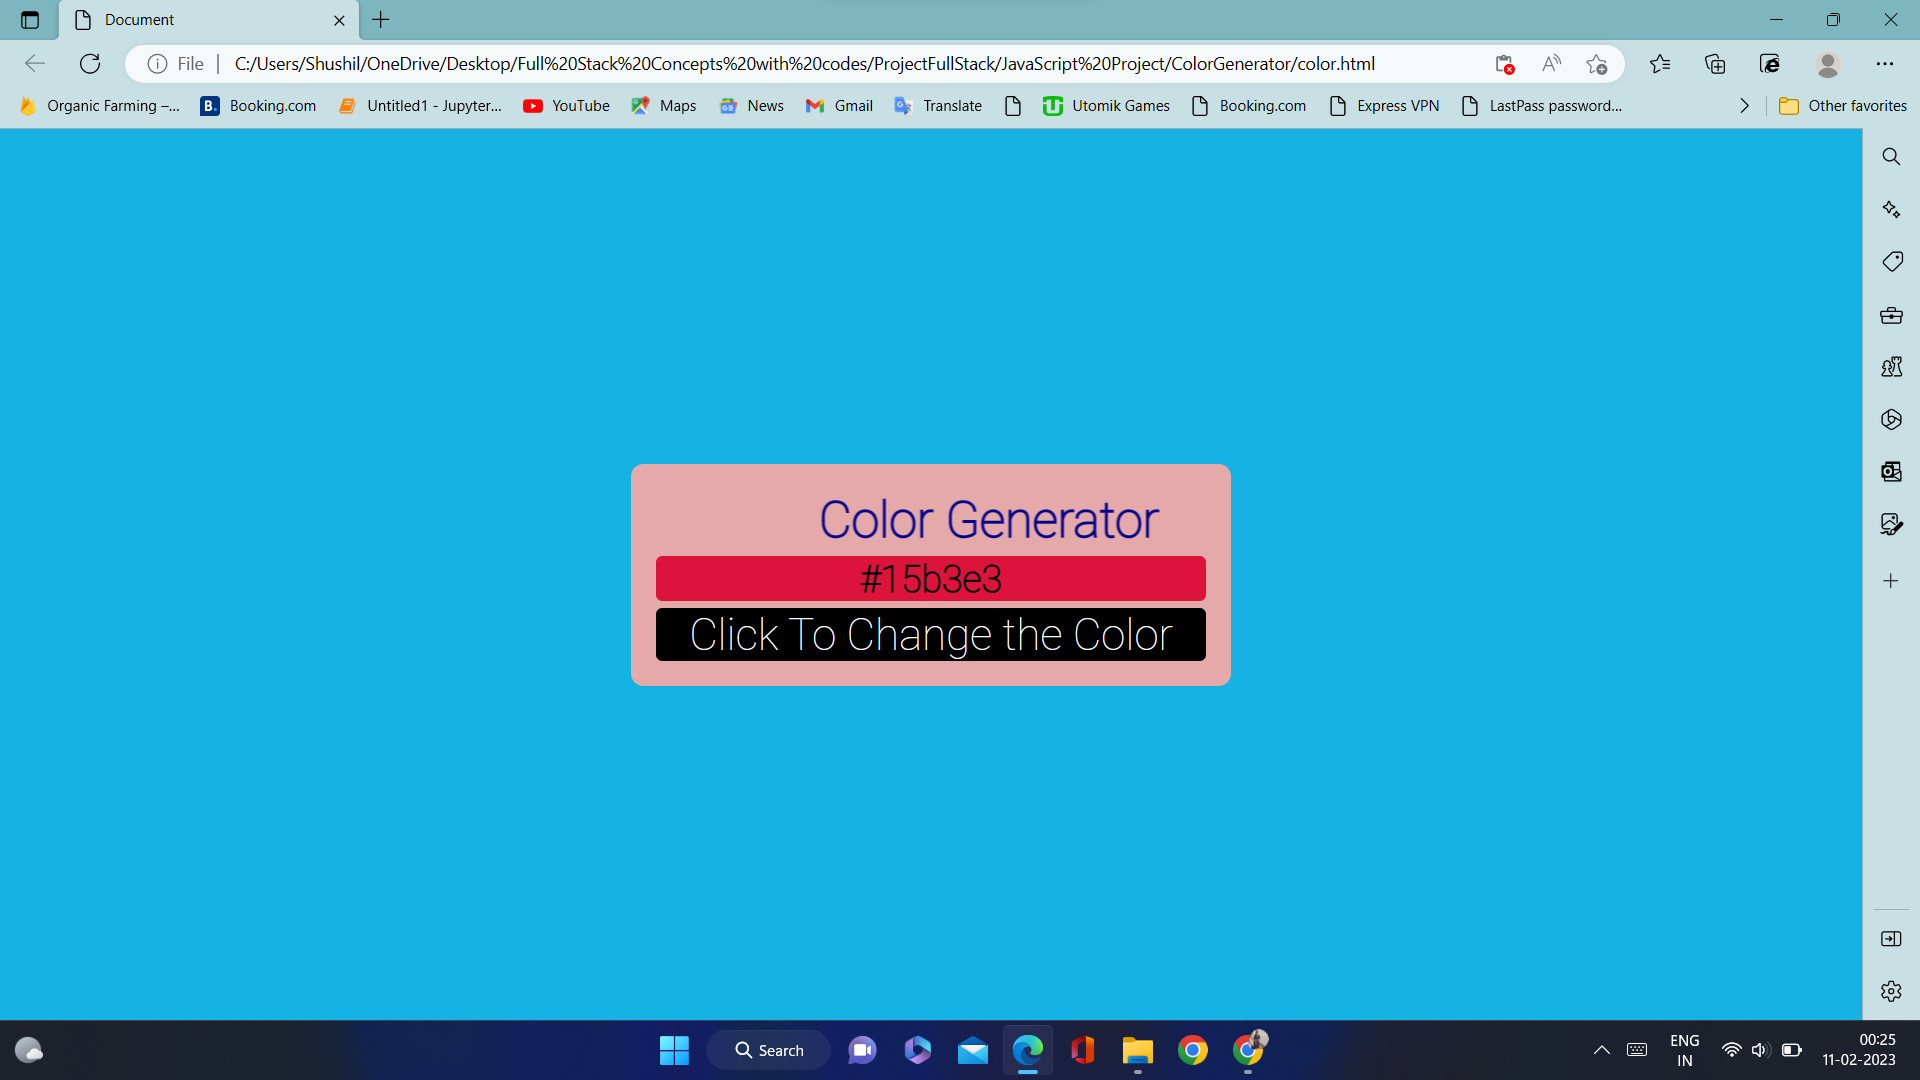 Document
File
C:/Users/Shushil/OneDrive/Desktop/Full%20Stack%20Concepts%20with%20codes/ProjectFullStack/JavaScript%20Project/ColorGenerator/color.html
Organic Farming –... B. Booking.com Untitled1 - Jupyter... YouTube Maps News Gmail Translate Utomik Games Booking.com Express VPN LastPass password... Other favorites
Color Generator
#15b3e3
Click To Change the Color
Search
ENG
IN
00:25
11-02-2023